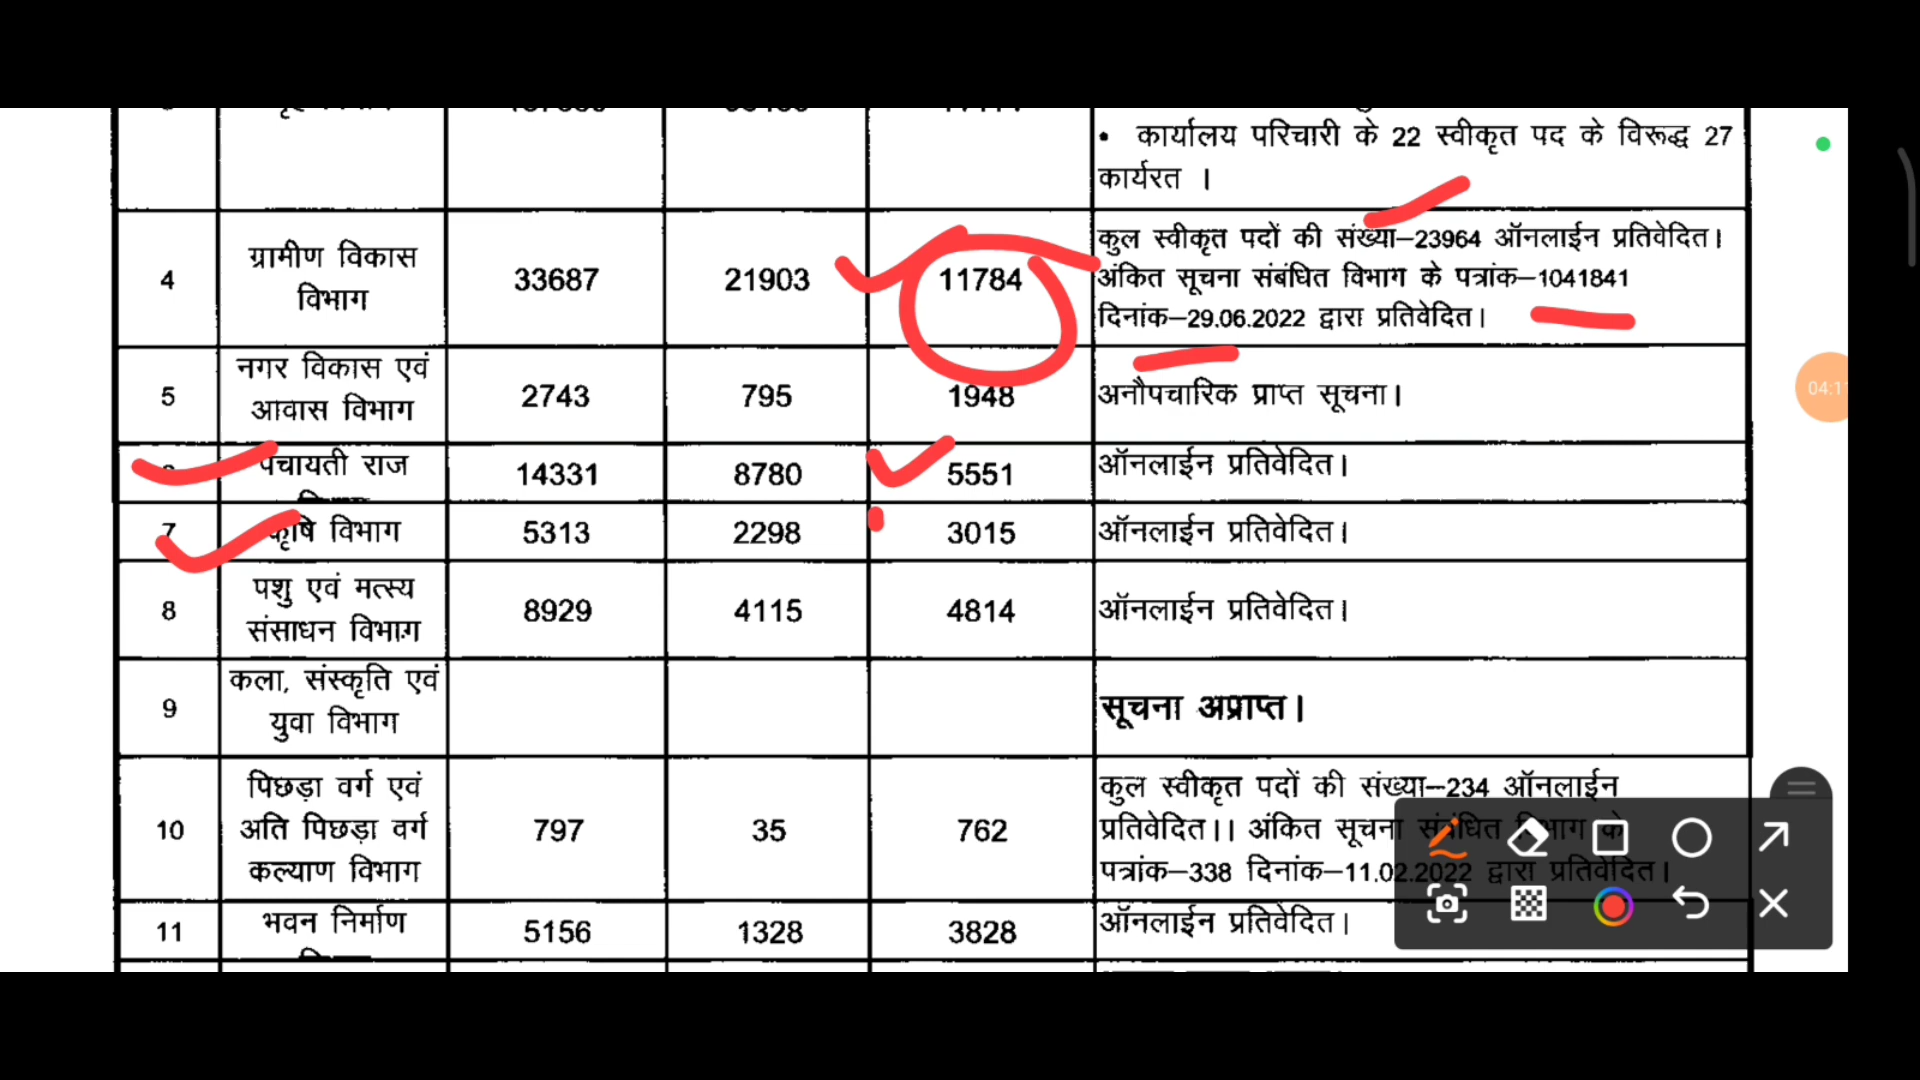 • कार्यालय परिचारी के 22 स्वीकृत पद के विरूद्ध 27
कार्यरत ।
4 ग्रामीण विकास विभाग 33687 21903 11784 कुल स्वीकृत पदों की संख्या–23964 ऑनलाईन प्रतिवेदित।
अंकित सूचना संबंधित विभाग के पत्रांक–1041841
दिनांक–29.06.2022 द्वारा प्रतिवेदित।
5 नगर विकास एवं आवास विभाग 2743 795 1948 अनौपचारिक प्राप्त सूचना।
पंचायती राज 14331 8780 5551 ऑनलाईन प्रतिवेदित।
7 कृषि विभाग 5313 2298 3015 ऑनलाईन प्रतिवेदित।
8 पशु एवं मत्स्य संसाधन विभाग 8929 4115 4814 ऑनलाईन प्रतिवेदित।
9 कला, संस्कृति एवं युवा विभाग सूचना अप्राप्त।
10 पिछड़ा वर्ग एवं अति पिछड़ा वर्ग कल्याण विभाग 797 35 762 कुल स्वीकृत पदों की संख्या–234 ऑनलाईन
प्रतिवेदित।। अंकित सूचना संबंधित विभाग के
पत्रांक–338 दिनांक–11.02.2022 द्वारा प्रतिवेदित।
11 भवन निर्माण 5156 1328 3828 ऑनलाईन प्रतिवेदित।